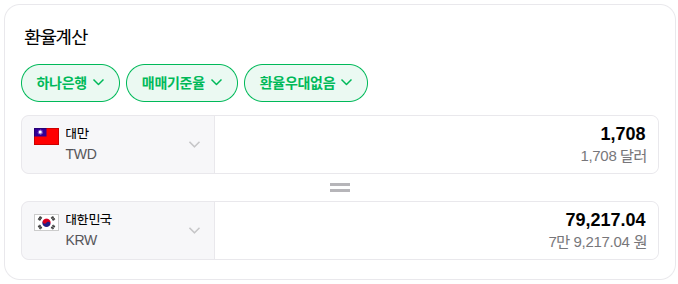 환율계산
하나은행 매매기준율 환율우대없음
대만
TWD
1,708
1,708 달러
대한민국
KRW
79,217.04
7만 9,217.04 원